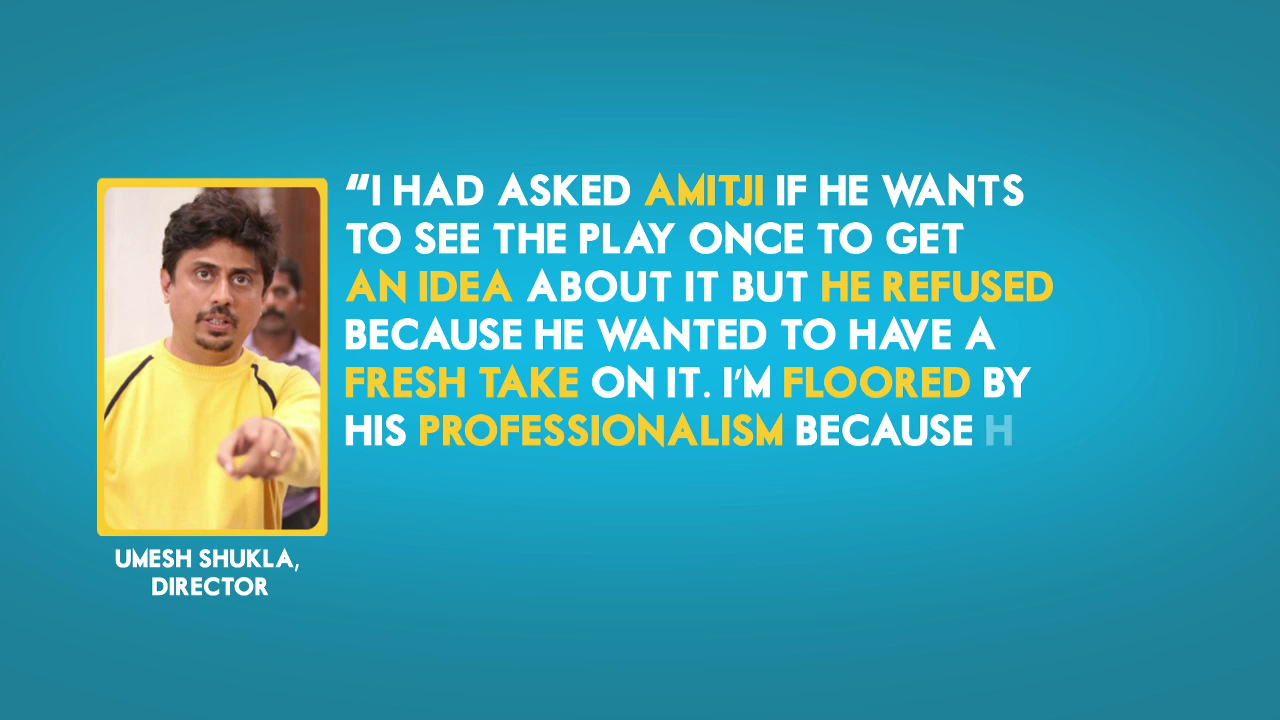 “I HAD ASKED AMITJI IF HE WANTS
TO SEE THE PLAY ONCE TO GET
AN IDEA ABOUT IT BUT HE REFUSED
BECAUSE HE WANTED TO HAVE A
FRESH TAKE ON IT. I'M FLOORED BY
HIS PROFESSIONALISM BECAUSE H
UMESH SHUKLA,
DIRECTOR